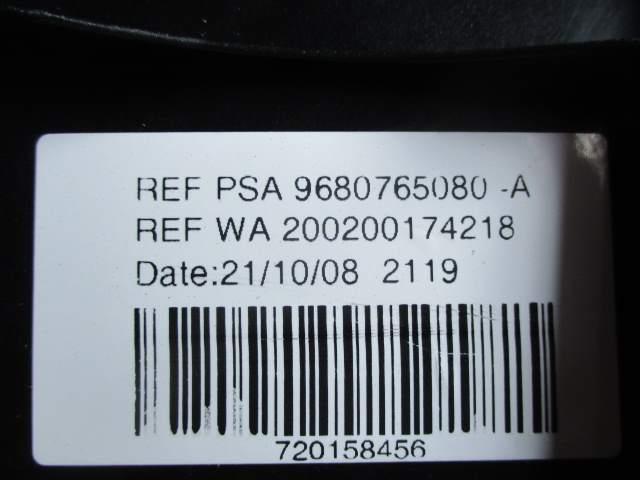 REF PSA 9680765080 -A
REF WA 200200174218
Date:21/10/08 2119
720158456